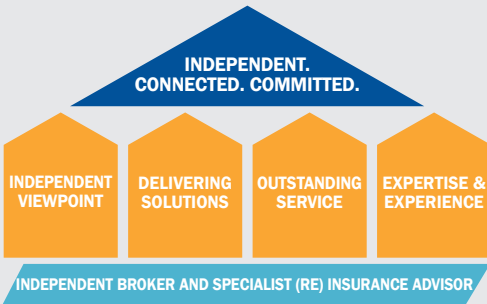 INDEPENDENT.
CONNECTED. COMMITTED.
INDEPENDENT
VIEWPOINT
DELIVERING
SOLUTIONS
OUTSTANDING
SERVICE
EXPERTISE &
EXPERIENCE
INDEPENDENT BROKER AND SPECIALIST (RE) INSURANCE ADVISOR